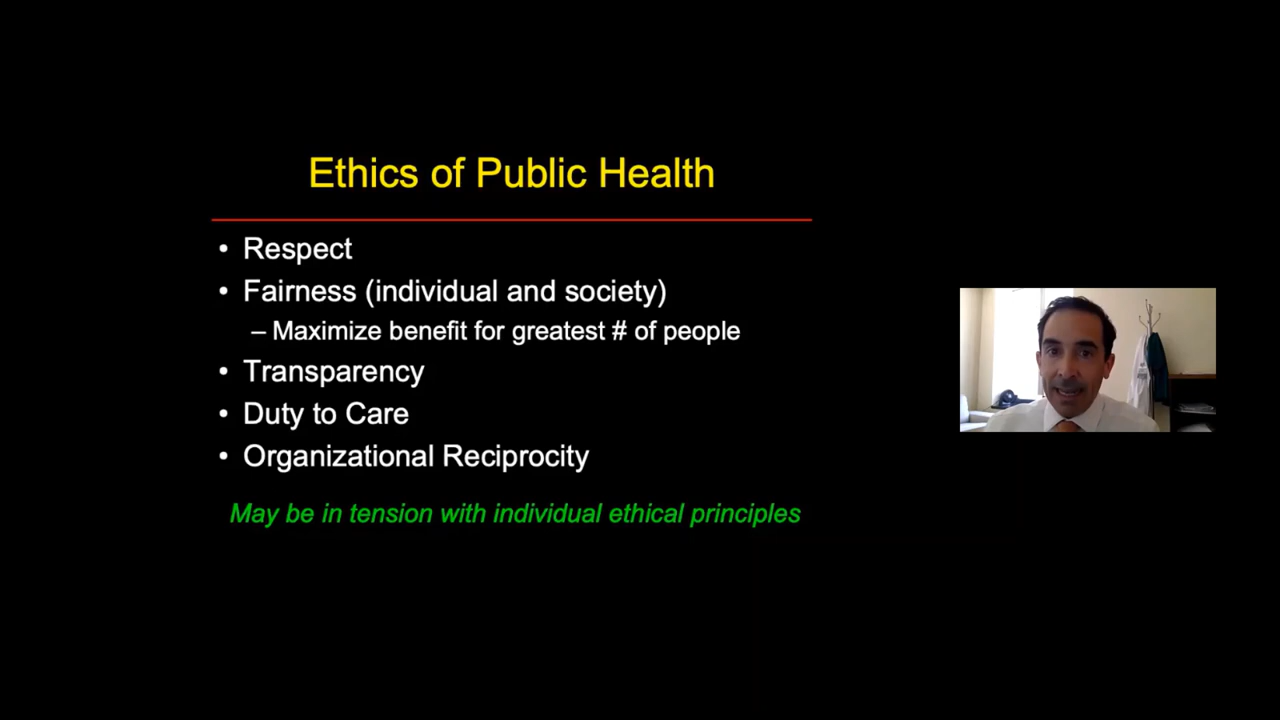 Ethics of Public Health
• Respect
• Fairness (individual and society)
– Maximize benefit for greatest # of people
• Transparency
• Duty to Care
• Organizational Reciprocity
May be in tension with individual ethical principles